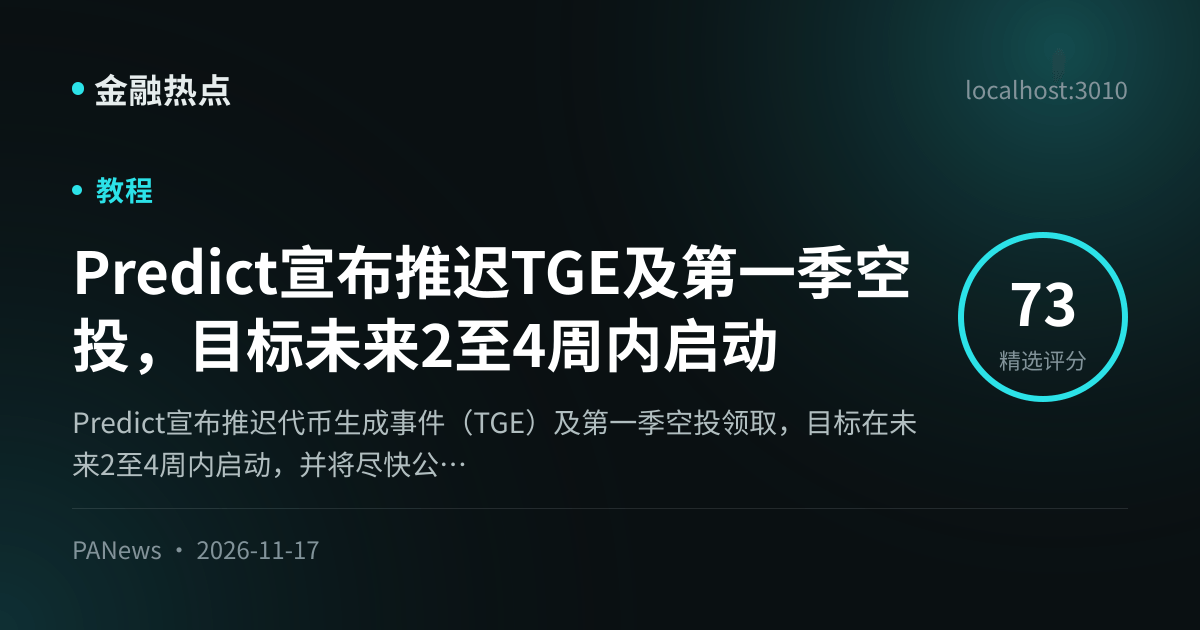 金融热点
localhost:3010
教程
Predict宣布推迟TGE及第一季空
投，目标未来2至4周内启动
73
精选评分
Predict宣布推迟代币生成事件（TGE）及第一季空投领取，目标在未
来2至4周内启动，并将尽快公…
PANews • 2026-11-17